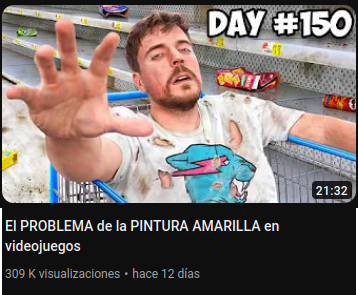 DAY #150
21:32
El PROBLEMA de la PINTURA AMARILLA en
videojuegos
309 K visualizaciones • hace 12 días